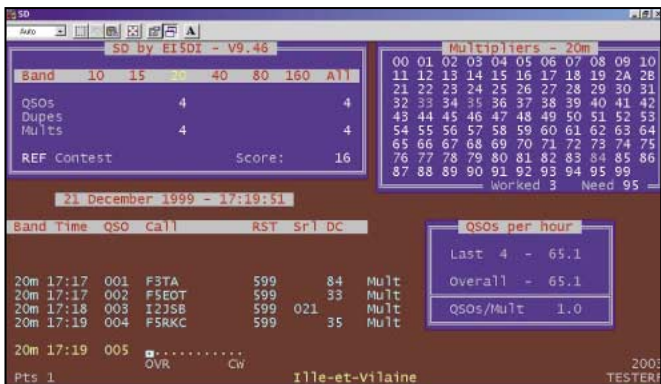 SD
Auto
SD by EI5DI - V9.46
Band 10 15 20 40 80 160 All
QSOs 4 4
Dupes
Mults 4 4
REF Contest Score: 16
Multipliers - 20m
00 01 02 03 04 05 06 07 08 09 10
11 12 13 14 15 16 17 18 19 2A 2B
21 22 23 24 25 26 27 28 29 30 31
32 33 34 35 36 37 38 39 40 41 42
43 44 45 46 47 48 49 50 51 52 53
54 55 56 57 58 59 60 61 62 63 64
65 66 67 68 69 70 71 72 73 74 75
76 77 78 79 80 81 82 83 84 85 86
87 88 89 90 91 92 93 94 95 99
Worked 3 Need 95
21 December 1999 - 17:19:51
Band Time QSO Call RST Srl DC
20m 17:17 001 F3TA 599 84 Mult
20m 17:17 002 F5EOT 599 33 Mult
20m 17:18 003 I2JSB 599 021 Mult
20m 17:19 004 F5RKC 599 35 Mult
20m 17:19 005
OVR CW
Pts 1 Ille-et-Vilaine
QSOs per hour
Last 4 - 65.1
Overall - 65.1
QSOs/Mult 1.0
2003
TESTER